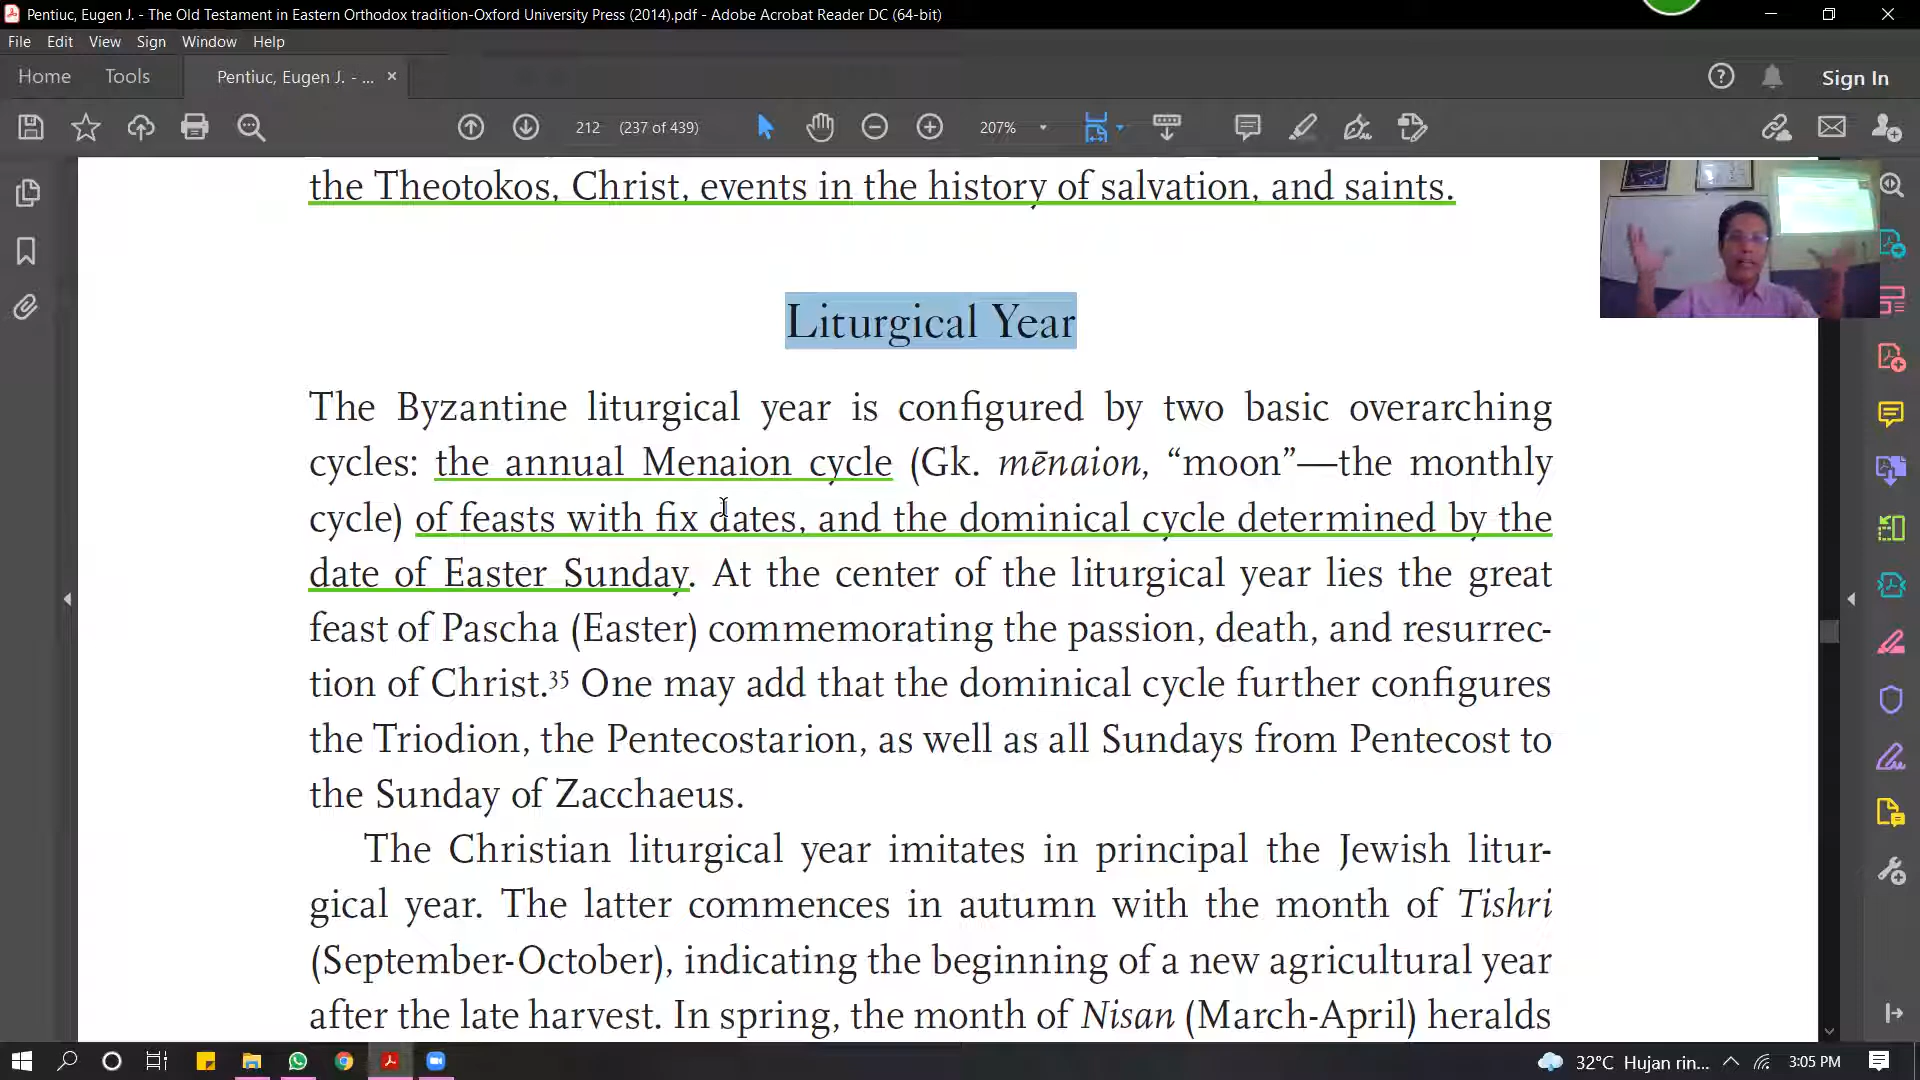 Pentiuc, Eugen J. - The Old Testament in Eastern Orthodox tradition-Oxford University Press (2014).pdf - Adobe Acrobat Reader DC (64-bit)
File Edit View Sign Window Help
Home Tools Pentiuc, Eugen J. - ... × Sign In
212 (237 of 439) 207%
the Theotokos, Christ, events in the history of salvation, and saints.
Liturgical Year
The Byzantine liturgical year is configured by two basic overarching
cycles: the annual Menaion cycle (Gk. mēnaion, “moon”—the monthly
cycle) of feasts with fix dates, and the dominical cycle determined by the
date of Easter Sunday. At the center of the liturgical year lies the great
feast of Pascha (Easter) commemorating the passion, death, and resurrec-
tion of Christ.35 One may add that the dominical cycle further configures
the Triodion, the Pentecostarion, as well as all Sundays from Pentecost to
the Sunday of Zacchaeus.
The Christian liturgical year imitates in principal the Jewish litur-
gical year. The latter commences in autumn with the month of Tishri
(September-October), indicating the beginning of a new agricultural year
after the late harvest. In spring, the month of Nisan (March-April) heralds
32°C Hujan rin... 3:05 PM